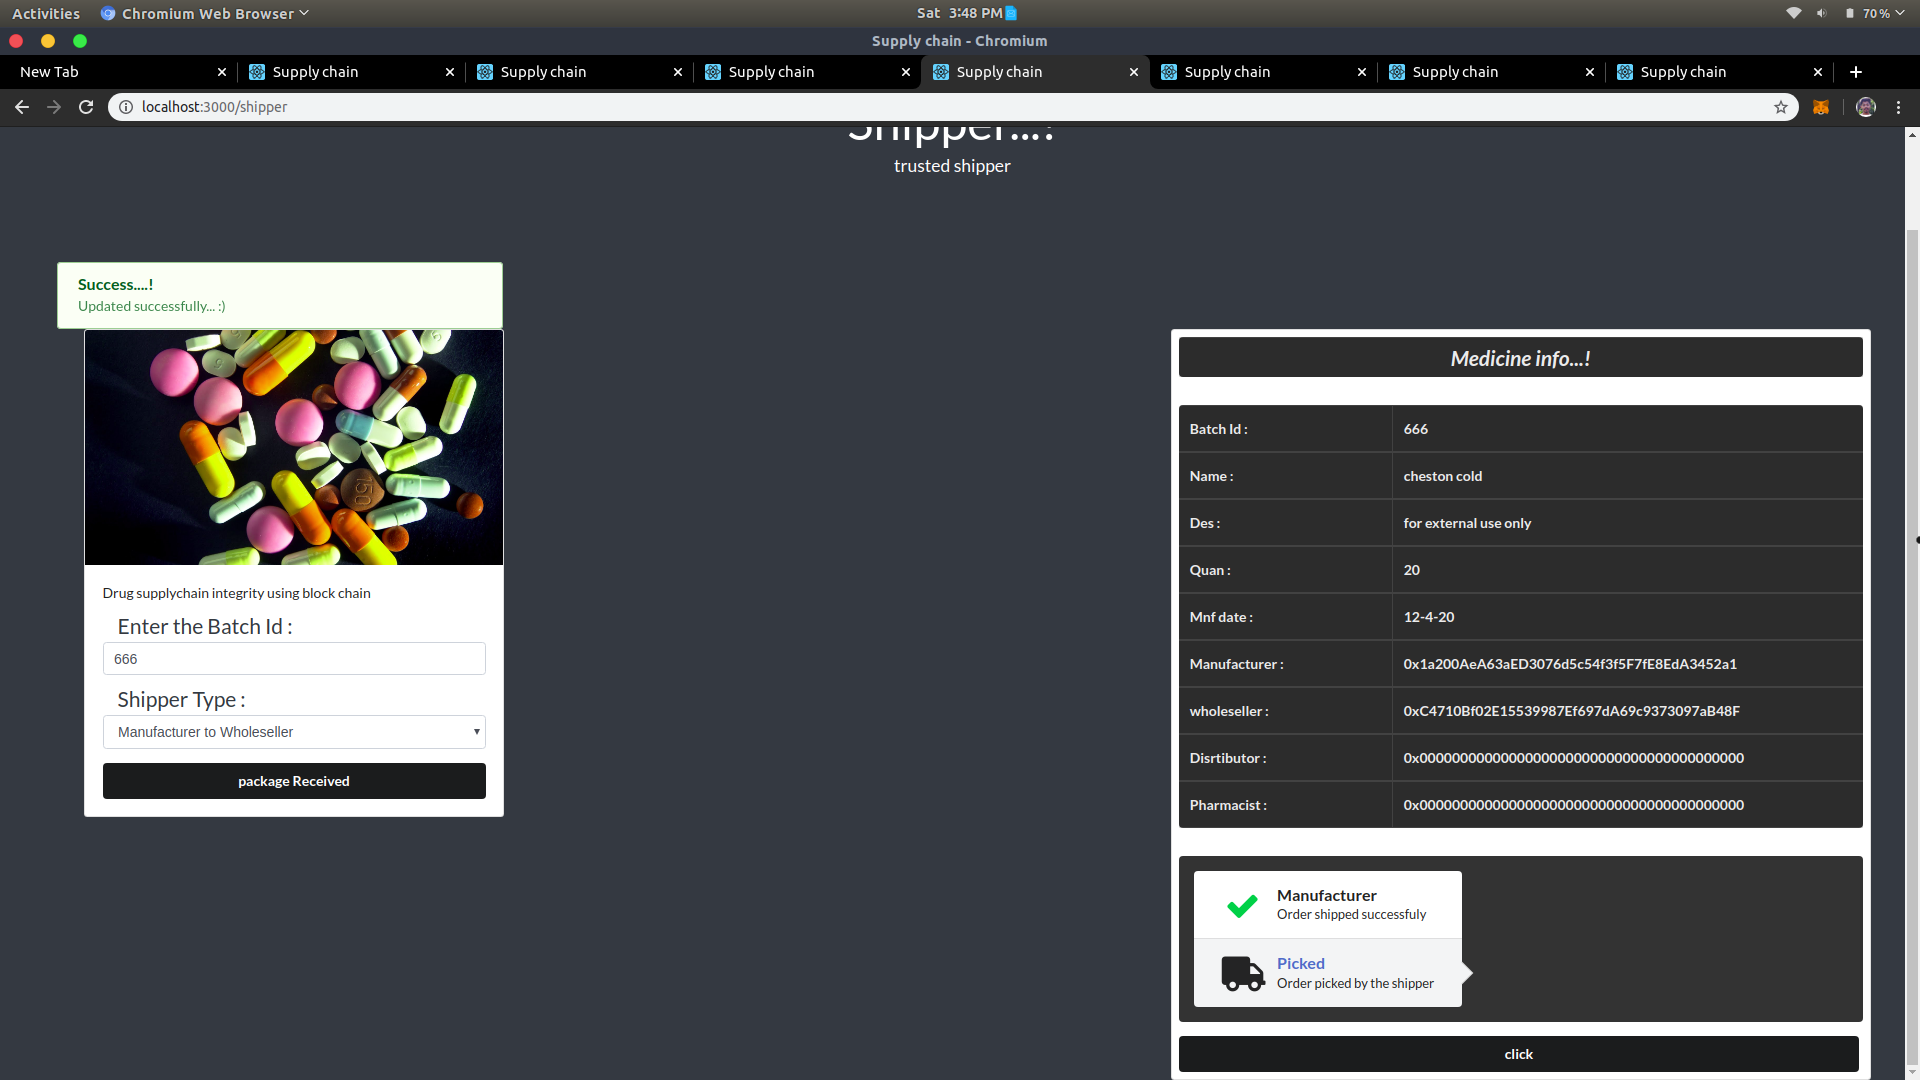 Activities Chromium Web Browser Sat 3:48 PM 70%
Supply chain - Chromium
New Tab Supply chain Supply chain Supply chain Supply chain Supply chain Supply chain Supply chain
localhost:3000/shipper
Shipper...!
trusted shipper
Success....!
Updated successfully... :)
Drug supplychain integrity using block chain
Enter the Batch Id :
666
Shipper Type :
Manufacturer to Wholeseller
package Received
Medicine info...!
Batch Id : 666
Name : cheston cold
Des : for external use only
Quan : 20
Mnf date : 12-4-20
Manufacturer : 0x1a200AeA63aED3076d5c54f3f5F7fE8EdA3452a1
wholeseller : 0xC4710Bf02E15539987Ef697dA69c9373097aB48F
Disrtibutor : 0x0000000000000000000000000000000000000000
Pharmacist : 0x0000000000000000000000000000000000000000
Manufacturer
Order shipped successfuly
Picked
Order picked by the shipper
click